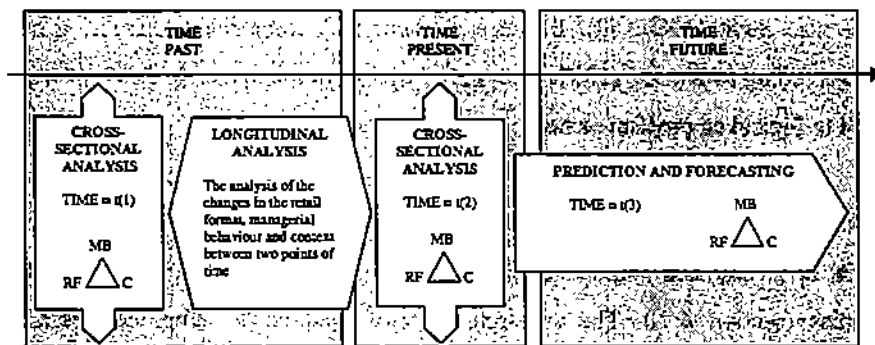 TIME
PAST
TIME
PRESENT
TIME
FUTURE
CROSS-
SECTIONAL
ANALYSIS
TIME = t(1)
MB
RF C
LONGITUDINAL
ANALYSIS
The analysis of the
changes in the retail
format, managerial
behaviour and context
between two points of
time
CROSS-
SECTIONAL
ANALYSIS
TIME = t(2)
MB
RF C
PREDICTION AND FORECASTING
TIME = t(3)
MB
RF C